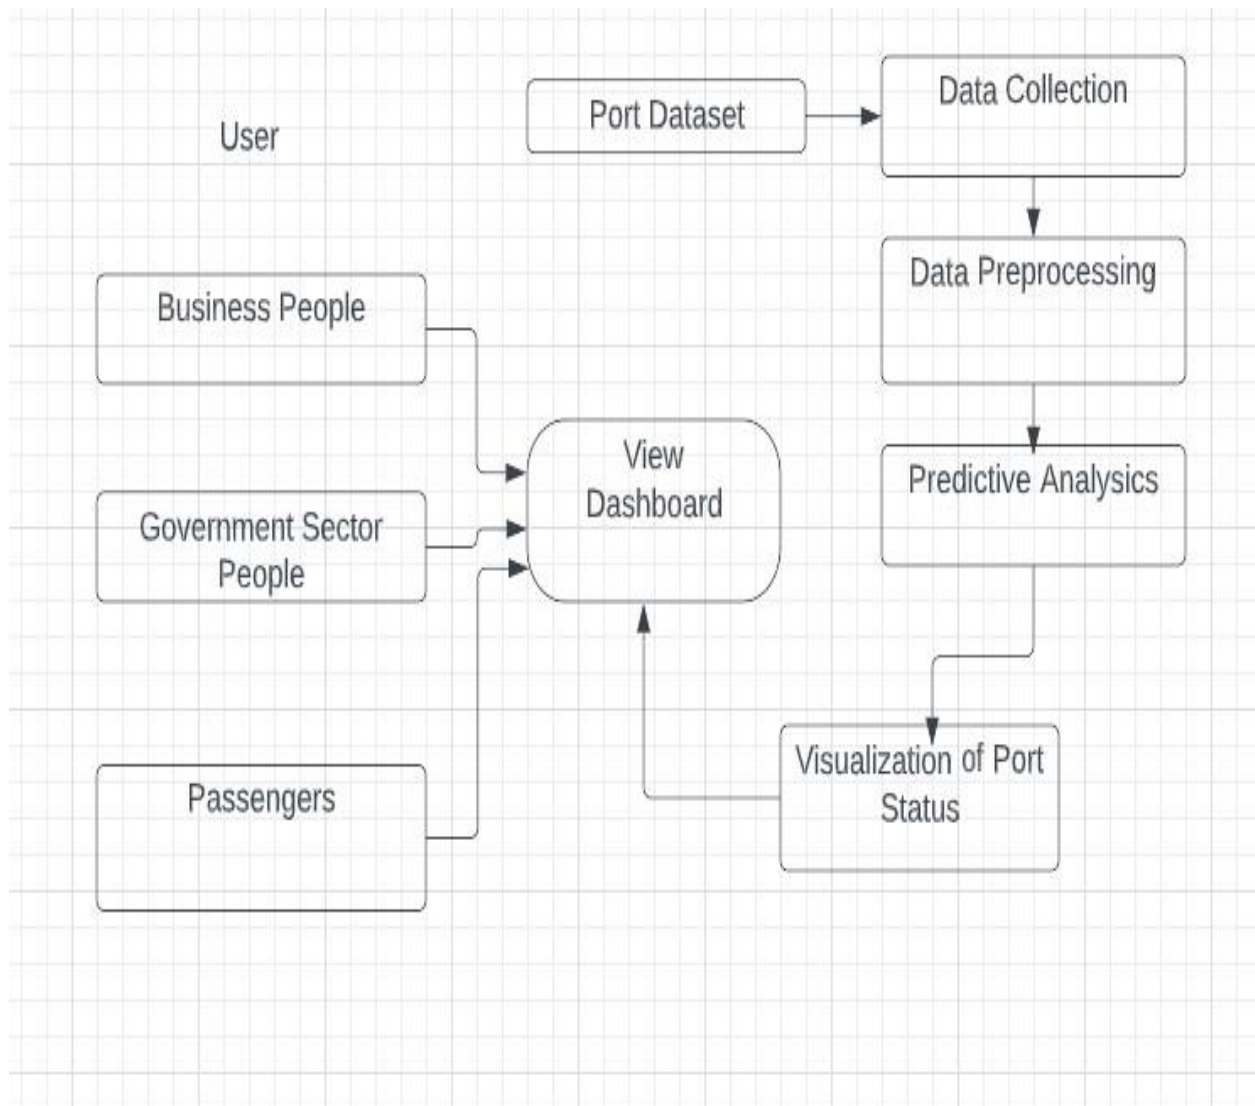 User
Port Dataset
Data Collection
Data Preprocessing
Business People
View
Dashboard
Predictive Analysics
Government Sector
People
Visualization of Port
Status
Passengers